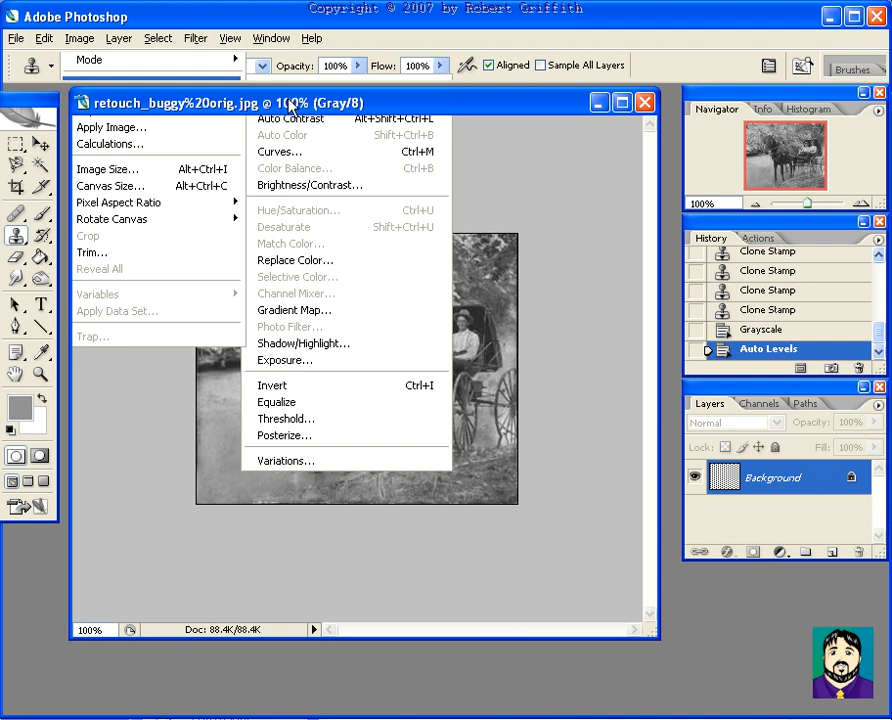 Copyright © 2007 by Robert Griffith
Adobe Photoshop
File Edit Image Layer Select Filter View Window Help
Mode
Opacity: 100% Flow: 100% Aligned Sample All Layers
Brushes
retouch_buggy%20orig.jpg @ 100% (Gray/8)
Apply Image...
Calculations...
Image Size... Alt+Ctrl+I
Canvas Size... Alt+Ctrl+C
Pixel Aspect Ratio
Rotate Canvas
Crop
Trim...
Reveal All
Variables
Apply Data Set...
Trap...
Auto Contrast Alt+Shift+Ctrl+L
Auto Color Shift+Ctrl+B
Curves... Ctrl+M
Color Balance... Ctrl+B
Brightness/Contrast...
Hue/Saturation... Ctrl+U
Desaturate Shift+Ctrl+U
Match Color...
Replace Color...
Selective Color...
Channel Mixer...
Gradient Map...
Photo Filter...
Shadow/Highlight...
Exposure...
Invert Ctrl+I
Equalize
Threshold...
Posterize...
Variations...
100% Doc: 88.4K/88.4K
Navigator Info Histogram
100%
History Actions
Clone Stamp
Clone Stamp
Clone Stamp
Clone Stamp
Grayscale
Auto Levels
Layers Channels Paths
Normal Opacity: 100%
Lock: Fill: 100%
Background